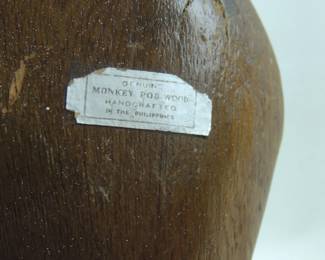 GENUINE
MONKEY POD WOOD
HANDCRAFTED
IN THE PHILIPPINES